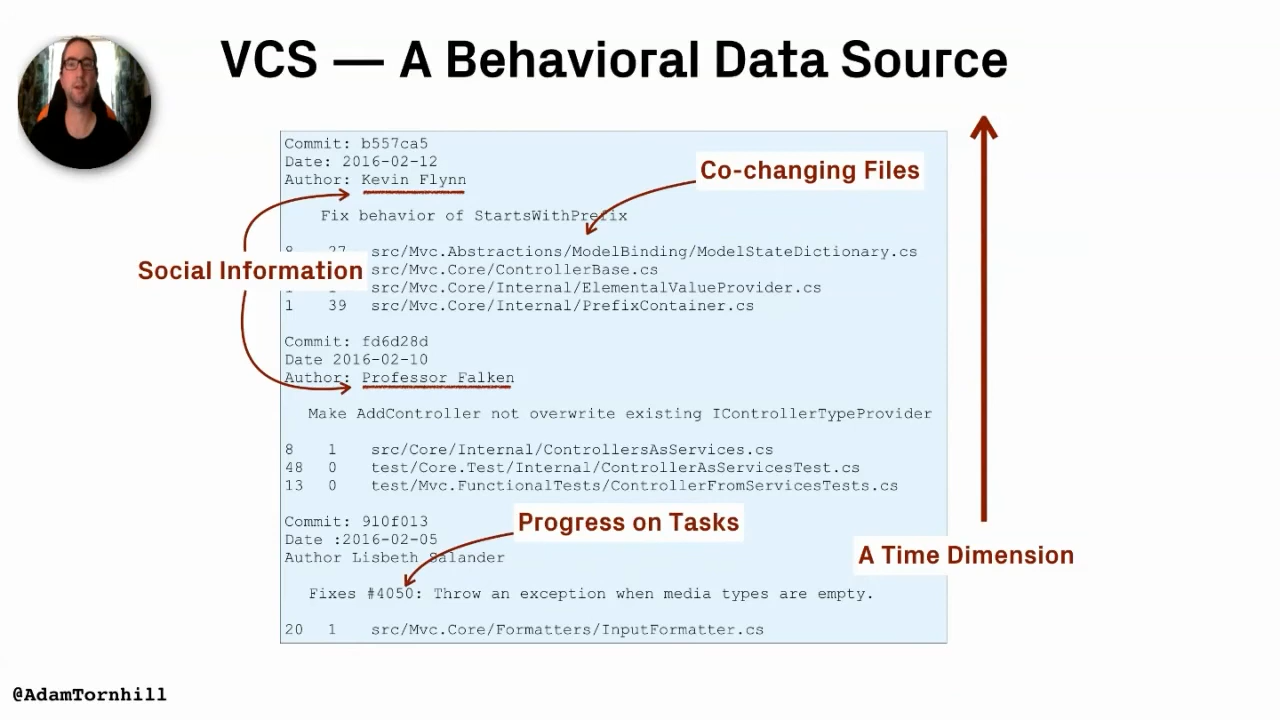 VCS — A Behavioral Data Source
Commit: b557ca5
Date: 2016-02-12
Author: Kevin Flynn
Co-changing Files
Fix behavior of StartsWithPrefix
8 27 src/Mvc.Abstractions/ModelBinding/ModelStateDictionary.cs
Social Information
src/Mvc.Core/ControllerBase.cs
src/Mvc.Core/Internal/ElementalValueProvider.cs
1 39 src/Mvc.Core/Internal/PrefixContainer.cs
Commit: fd6d28d
Date 2016-02-10
Author: Professor Falken
Make AddController not overwrite existing IControllerTypeProvider
8 1 src/Core/Internal/ControllersAsServices.cs
48 0 test/Core.Test/Internal/ControllerAsServicesTest.cs
13 0 test/Mvc.FunctionalTests/ControllerFromServicesTests.cs
Commit: 910f013
Progress on Tasks
Date :2016-02-05
Author Lisbeth Salander
A Time Dimension
Fixes #4050: Throw an exception when media types are empty.
20 1 src/Mvc.Core/Formatters/InputFormatter.cs
@AdamTornhill